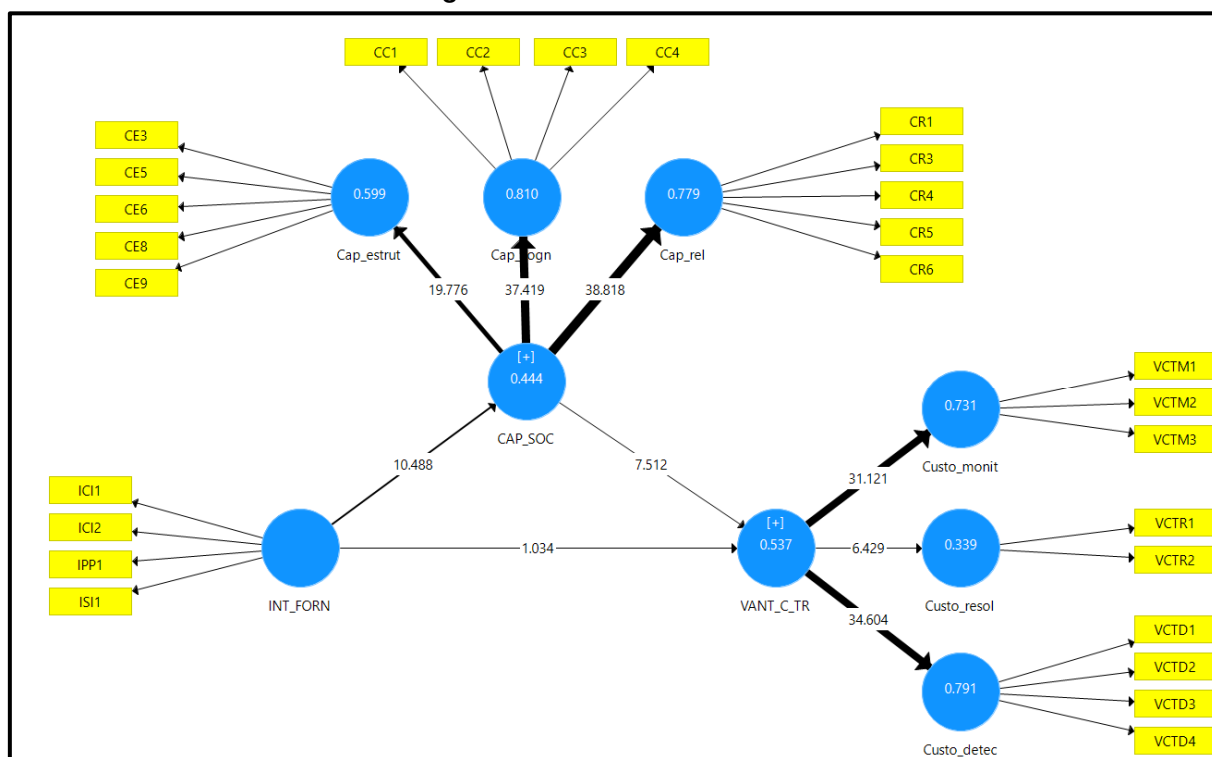 CC1
CC2
CC3
CC4
CE3
CE5
CE6
CE8
CE9
0.599
Cap_estrut
0.810
Cap_cogn
0.779
Cap_rel
CR1
CR3
CR4
CR5
CR6
19.776
37.419
38.818
[+]
0.444
CAP_SOC
10.488
7.512
ICI1
ICI2
IPP1
ISI1
INT_FORN
1.034
[+]
0.537
VANT_C_TR
31.121
6.429
34.604
0.731
Custo_monit
VCTM1
VCTM2
VCTM3
0.339
Custo_resol
VCTR1
VCTR2
0.791
Custo_detec
VCTD1
VCTD2
VCTD3
VCTD4